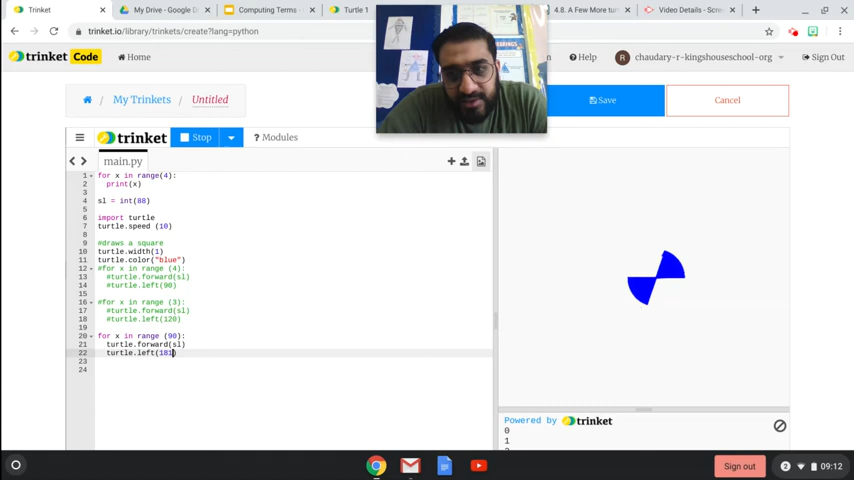 Trinket
My Drive - Google D
Computing Terms -
Turtle 1
4.8. A Few More tur
Video Details - Scree
trinket.io/library/trinkets/create?lang=python
trinket Code
Home
Help
chaudary-r-kingshouseschool-org
Sign Out
My Trinkets
Untitled
Save
Cancel
trinket
Stop
? Modules
main.py
1 for x in range(4):
2 print(x)
3
4 sl = int(88)
5
6 import turtle
7 turtle.speed (10)
8
9 #draws a square
10 turtle.width(1)
11 turtle.color("blue")
12 #for x in range (4):
13 #turtle.forward(sl)
14 #turtle.left(90)
15
16 #for x in range (3):
17 #turtle.forward(sl)
18 #turtle.left(120)
19
20 for x in range (90):
21 turtle.forward(sl)
22 turtle.left(181)
23
24
Powered by trinket
0
1
Sign out
2
09:12